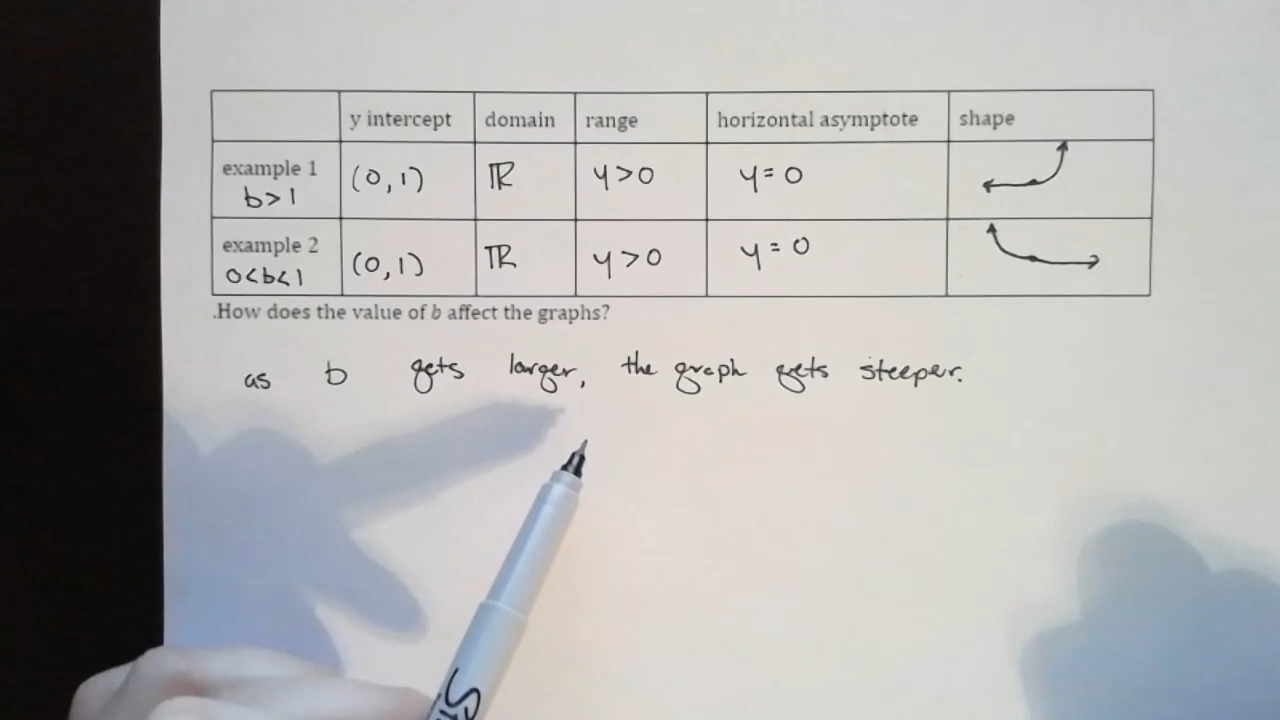 y intercept domain range horizontal asymptote shape
example 1 (0,1) ℝ y>0 y=0
b>1
example 2 (0,1) ℝ y>0 y=0
0<b<1
.How does the value of b affect the graphs?
as b gets larger, the graph gets steeper.